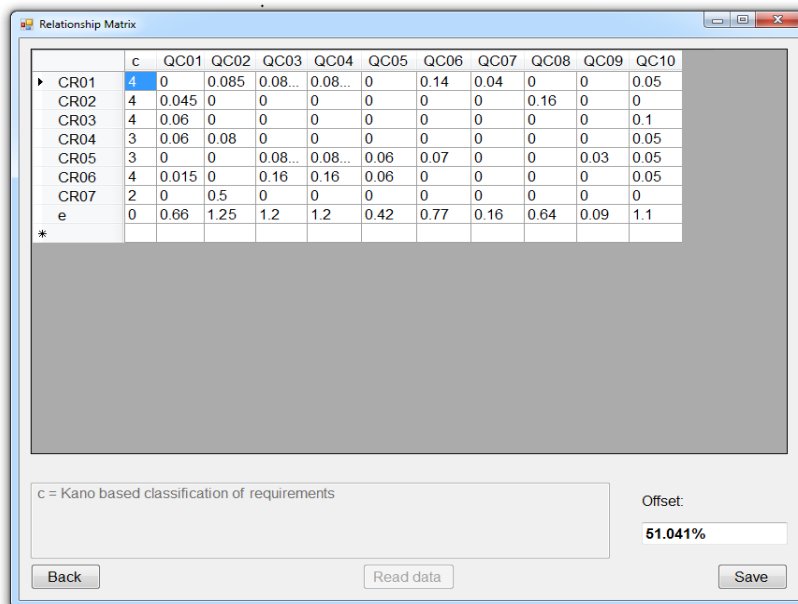 Relationship Matrix
c QC01 QC02 QC03 QC04 QC05 QC06 QC07 QC08 QC09 QC10
CR01 4 0 0.085 0.08... 0.08... 0 0.14 0.04 0 0 0.05
CR02 4 0.045 0 0 0 0 0 0 0.16 0 0
CR03 4 0.06 0 0 0 0 0 0 0 0 0.1
CR04 3 0.06 0.08 0 0 0 0 0 0 0 0.05
CR05 3 0 0 0.08... 0.08... 0.06 0.07 0 0 0.03 0.05
CR06 4 0.015 0 0.16 0.16 0.06 0 0 0 0 0.05
CR07 2 0 0.5 0 0 0 0 0 0 0 0
e 0 0.66 1.25 1.2 1.2 0.42 0.77 0.16 0.64 0.09 1.1
c = Kano based classification of requirements
Offset:
51.041%
Back Read data Save